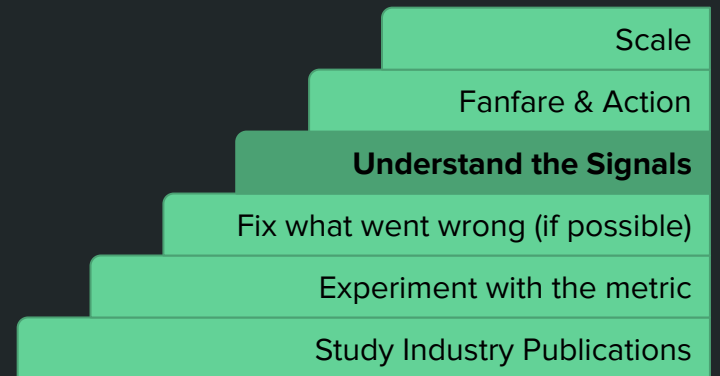 Scale
Fanfare & Action
Understand the Signals
Fix what went wrong (if possible)
Experiment with the metric
Study Industry Publications